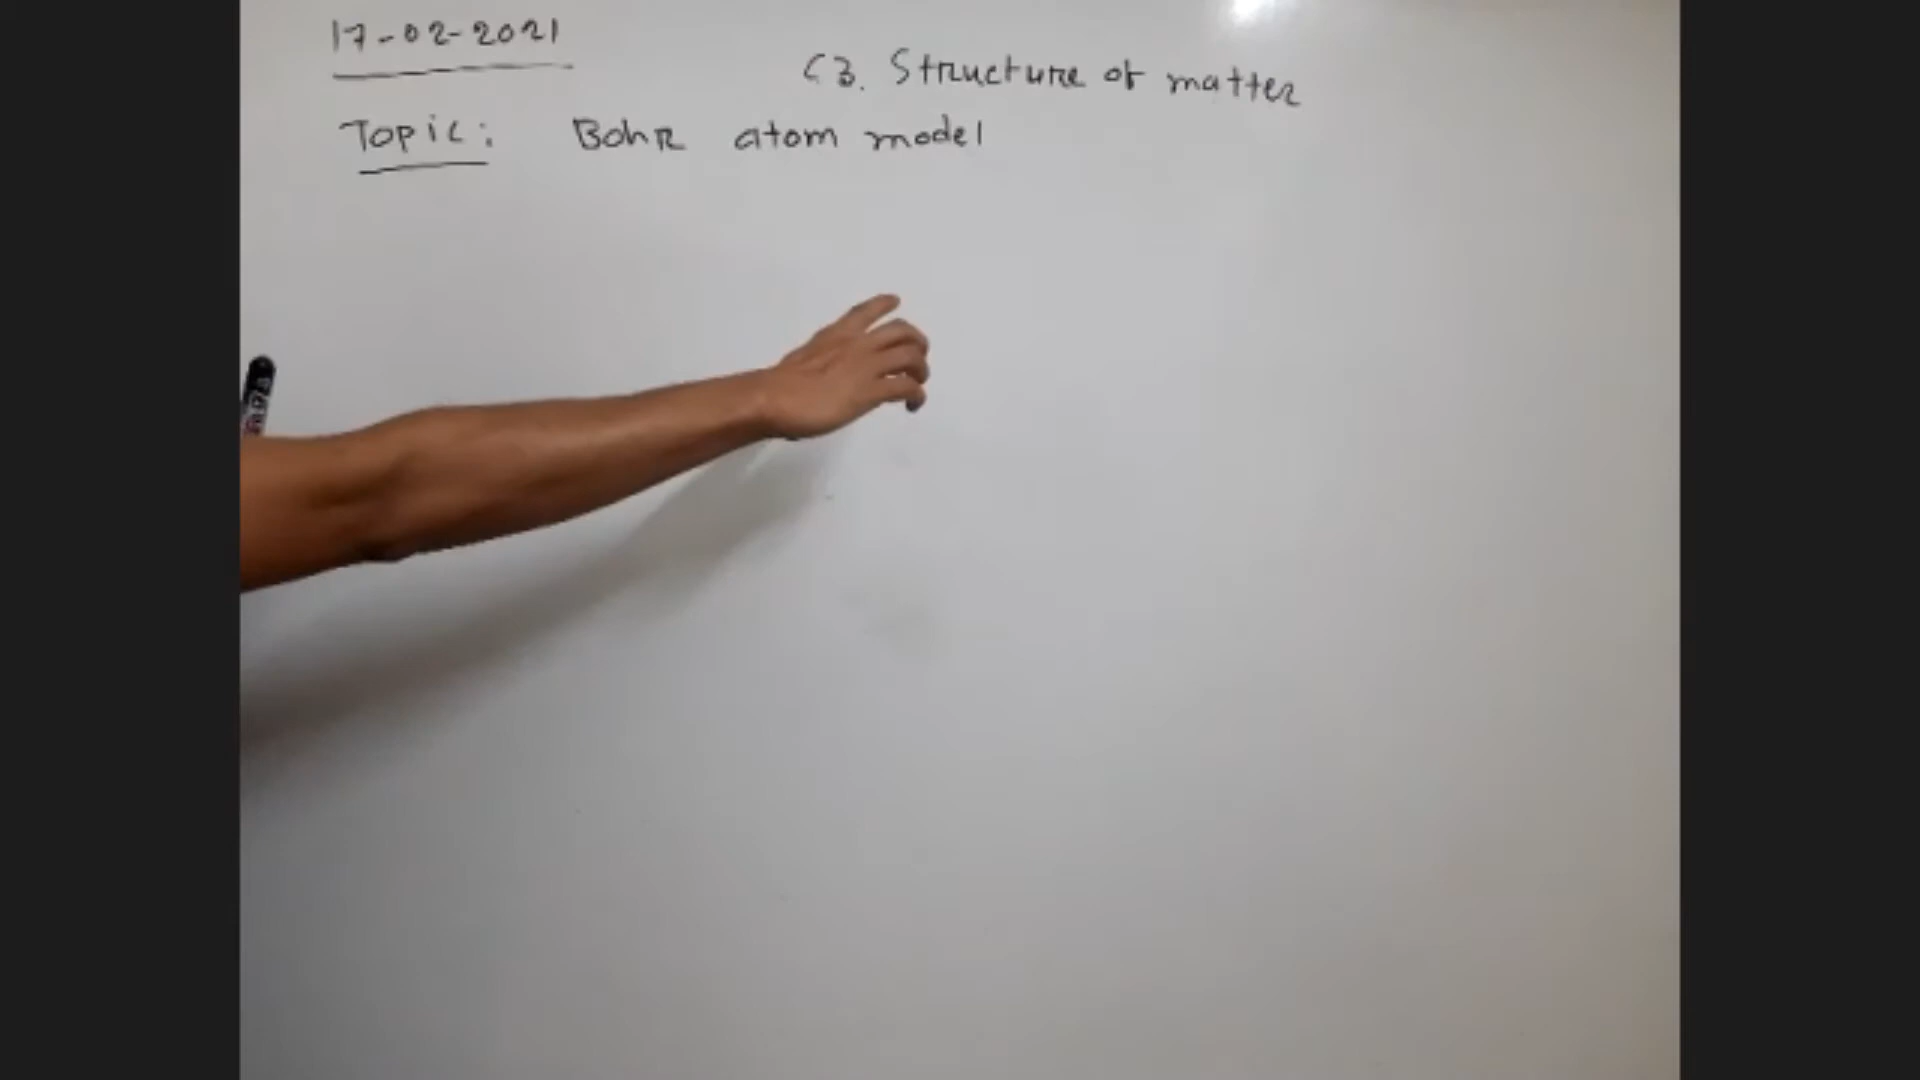 17-02-2021
C3. Structure of matter
Topic: Bohr atom model